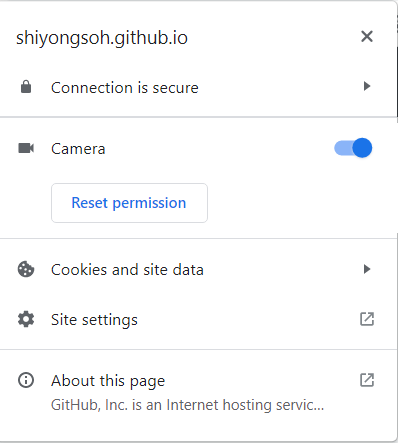 shiyongsoh.github.io
Connection is secure
Camera
Reset permission
Cookies and site data
Site settings
About this page
GitHub, Inc. is an Internet hosting servic...